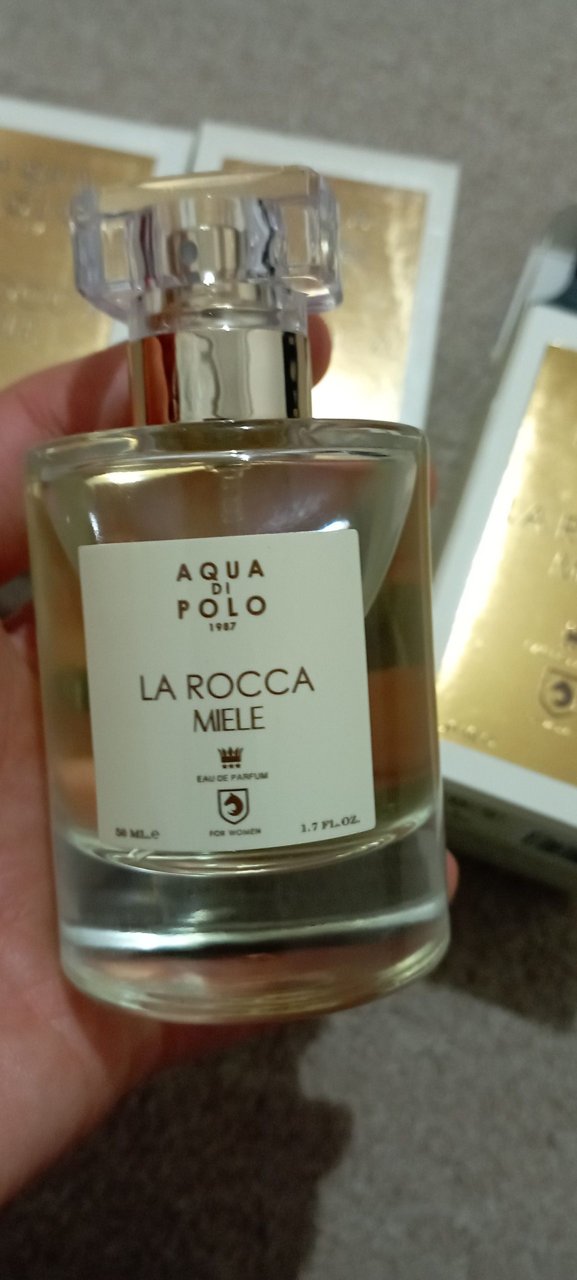 AQUA
DI
POLO
1987
LA ROCCA
MIELE
EAU DE PARFUM
FOR WOMEN
50 ML.e
1.7 FL.OZ.